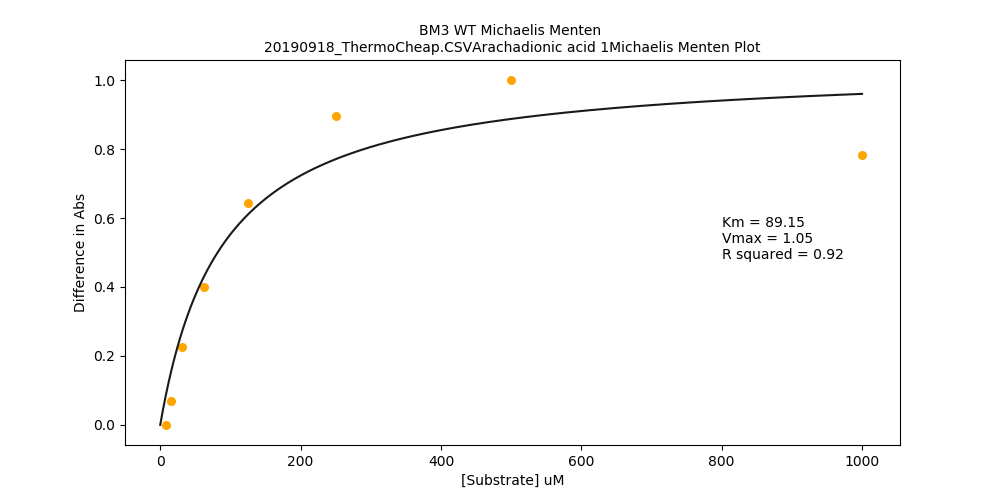 BM3 WT Michaelis Menten
20190918_ThermoCheap.CSVArachadionic acid 1Michaelis Menten Plot
1.0
0.8
0.6
0.4
0.2
0.0
Difference in Abs
Km = 89.15
Vmax = 1.05
R squared = 0.92
0 200 400 600 800 1000
[Substrate] uM